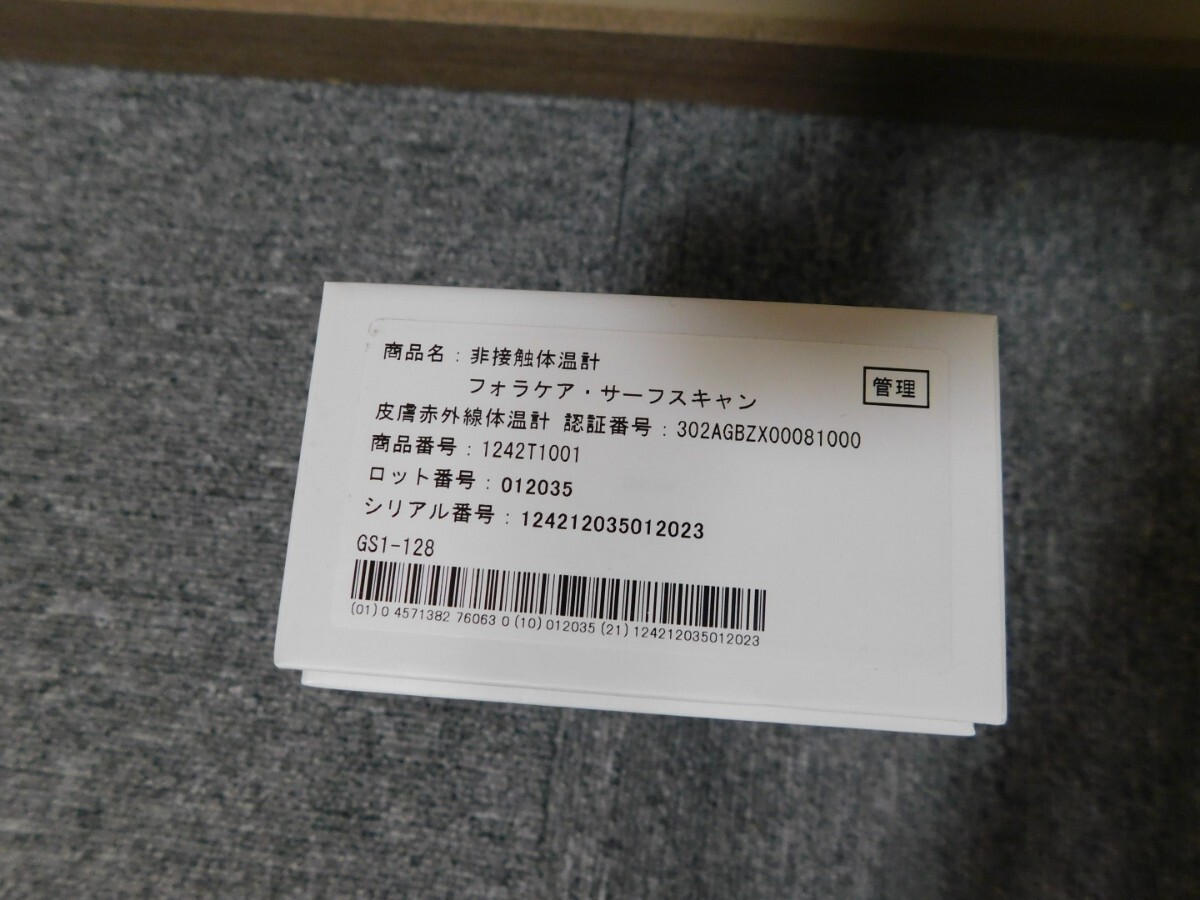 商品名：非接触体温計
フォラケア・サーフスキャン
管理
皮膚赤外線体温計 認証番号：302AGBZX00081000
商品番号：1242T1001
ロット番号：012035
シリアル番号：124212035012023
GS1-128
(01)0 4571382 76063 0(10)012035(21)124212035012023